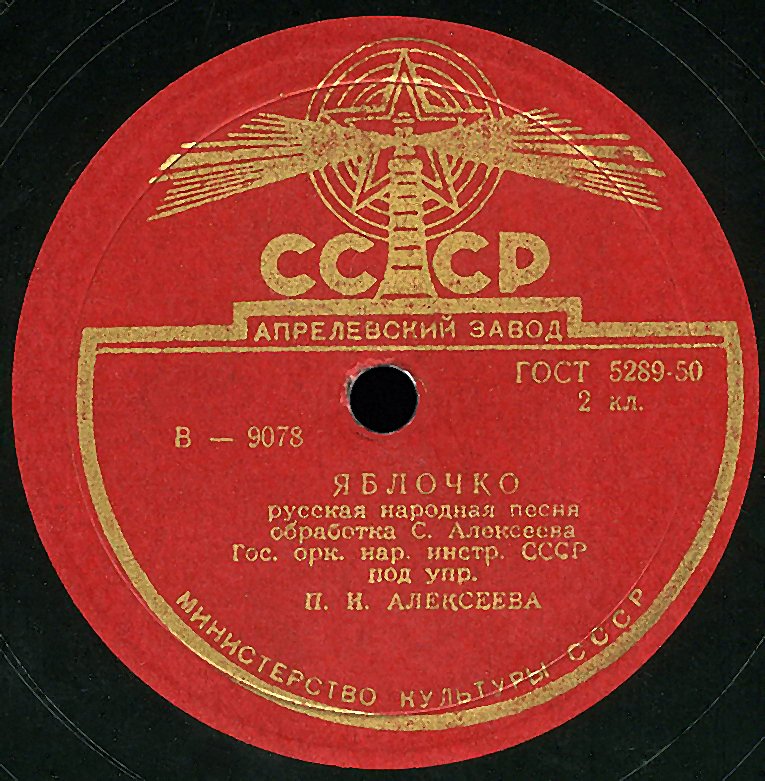 СССР
АПРЕЛЕВСКИЙ ЗАВОД
ГОСТ 5289-50
2 кл.
В — 9078
ЯБЛОЧКО
русская народная песня
обработка С. Алексеева
Гос. орк. нар. инстр. СССР
под упр.
П. И. АЛЕКСЕЕВА
МИНИСТЕРСТВО КУЛЬТУРЫ СССР